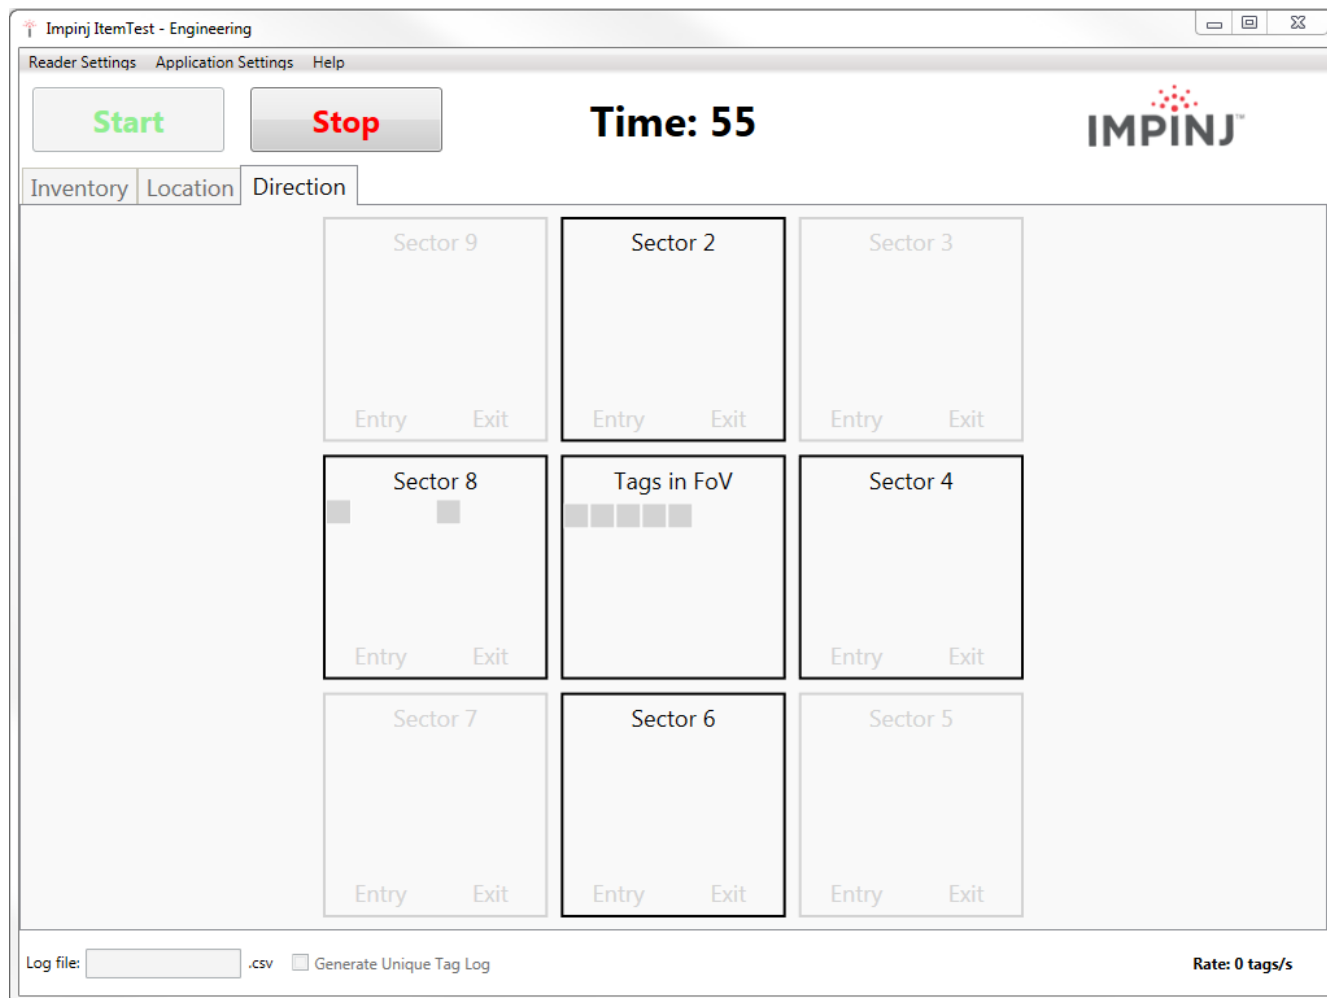 Impinj ItemTest - Engineering
Reader Settings Application Settings Help
Start Stop Time: 55 IMPINJ™
Inventory Location Direction
Sector 9 Sector 2 Sector 3
Entry Exit Entry Exit Entry Exit
Sector 8 Tags in FoV Sector 4
Entry Exit Entry Exit
Sector 7 Sector 6 Sector 5
Entry Exit Entry Exit Entry Exit
Log file: .csv Generate Unique Tag Log Rate: 0 tags/s